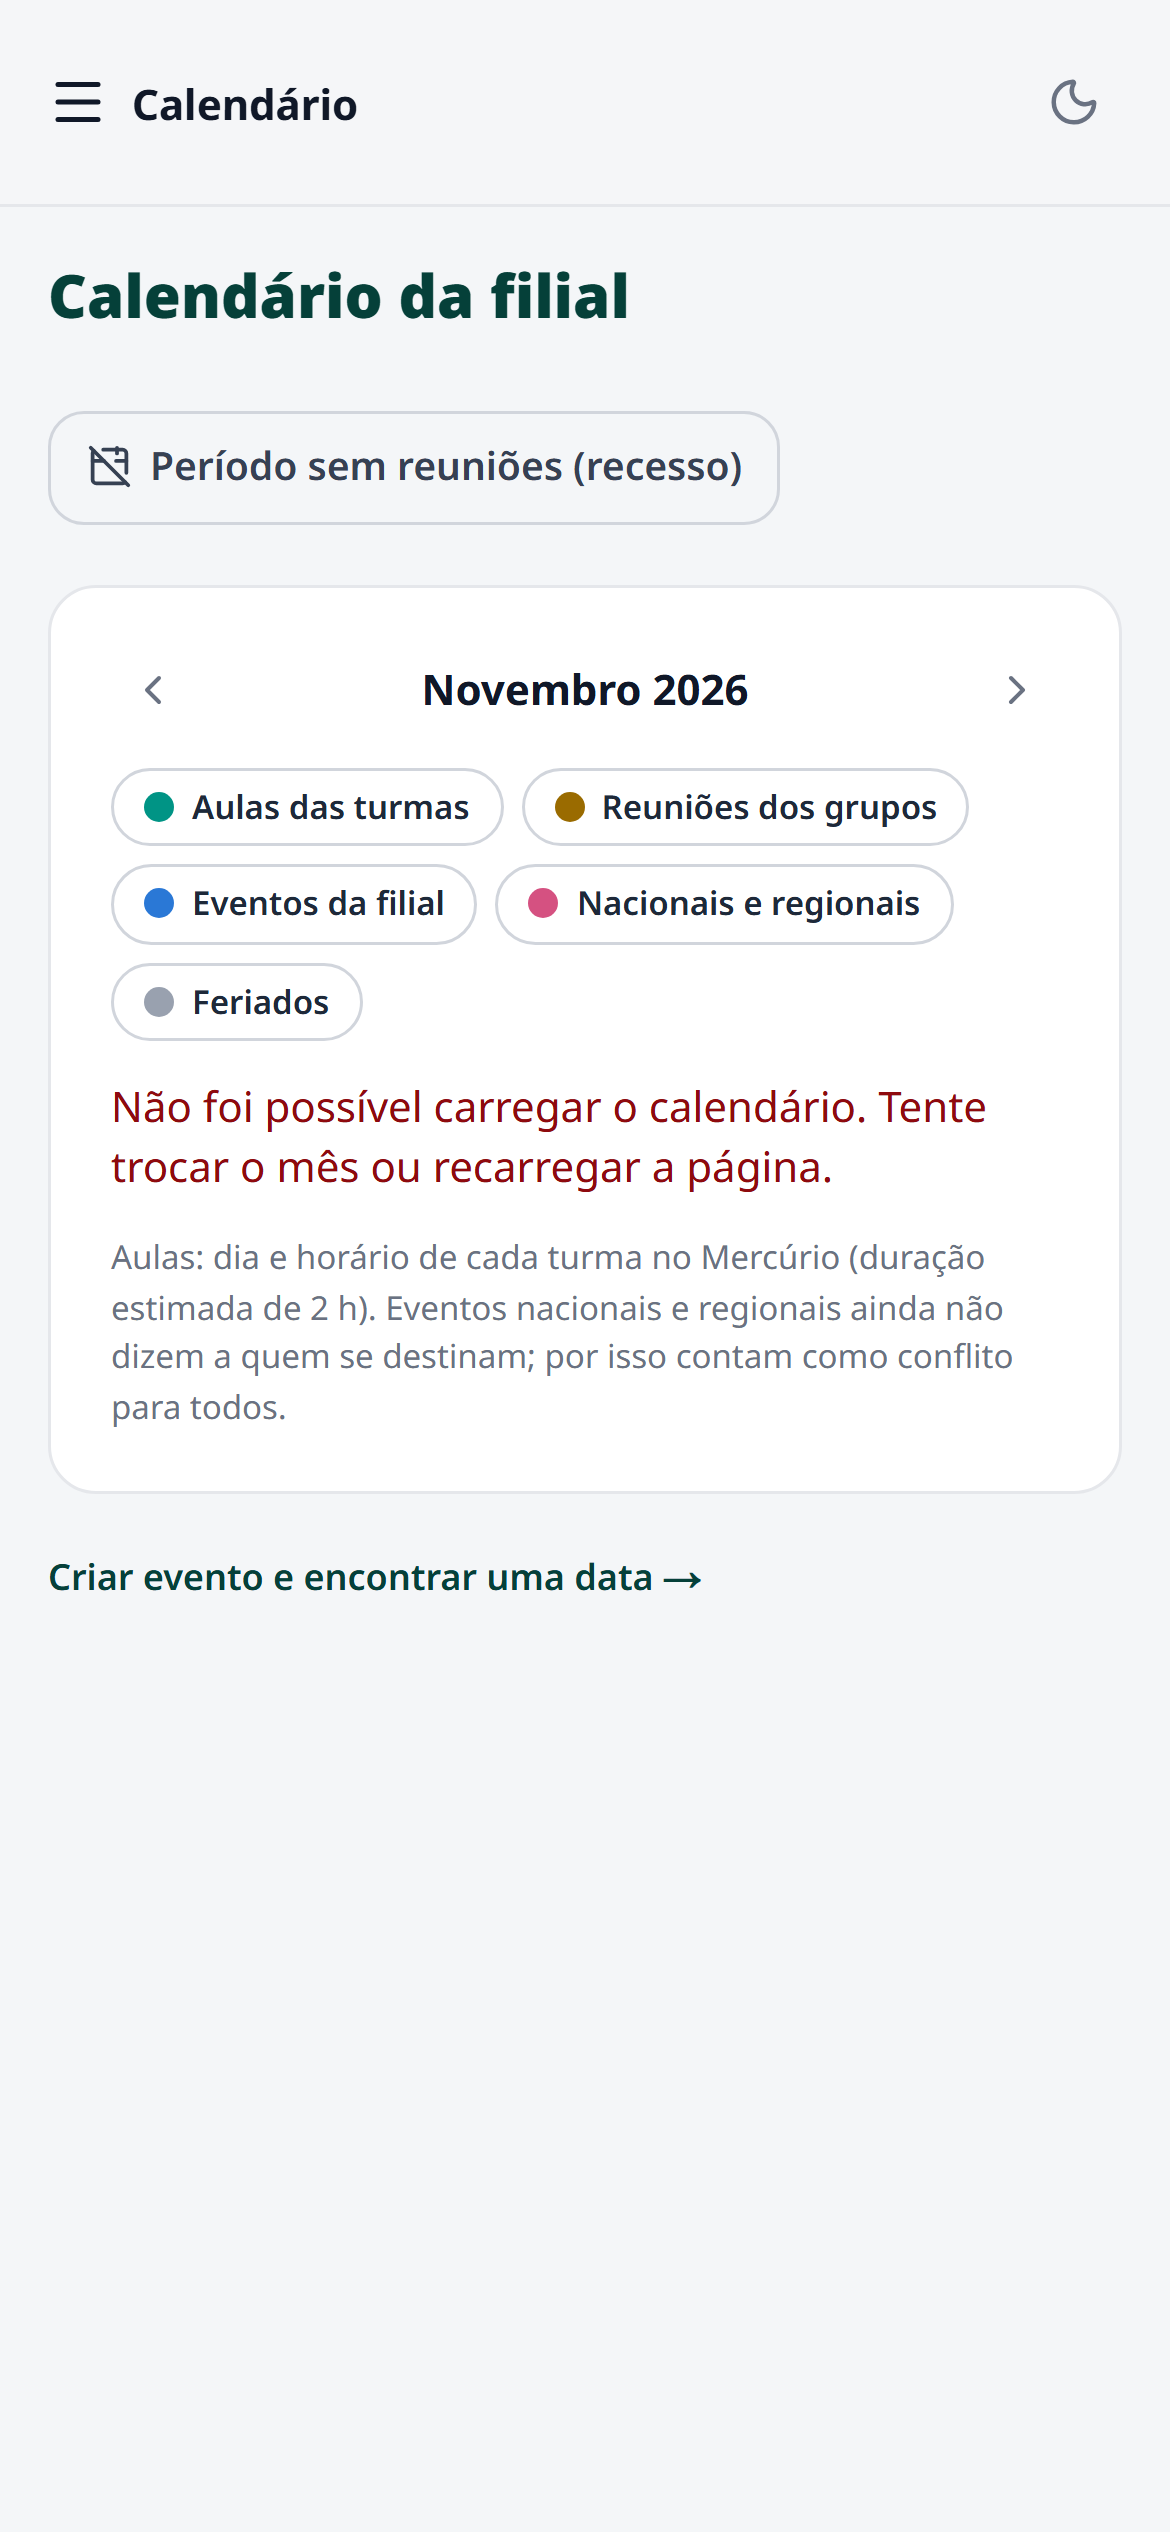 Calendário
Calendário da filial
Período sem reuniões (recesso)
Novembro 2026
Aulas das turmas
Reuniões dos grupos
Eventos da filial
Nacionais e regionais
Feriados
Não foi possível carregar o calendário. Tente
trocar o mês ou recarregar a página.
Aulas: dia e horário de cada turma no Mercúrio (duração
estimada de 2 h). Eventos nacionais e regionais ainda não
dizem a quem se destinam; por isso contam como conflito
para todos.
Criar evento e encontrar uma data →